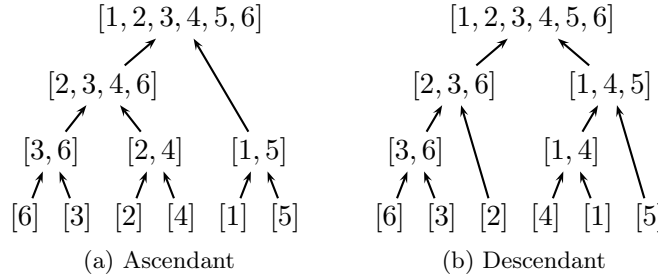 [1, 2, 3, 4, 5, 6] [1, 2, 3, 4, 5, 6]
[2, 3, 4, 6] [2, 3, 6] [1, 4, 5]
[3, 6] [2, 4] [1, 5] [3, 6] [1, 4]
[6] [3] [2] [4] [1] [5] [6] [3] [2] [4] [1] [5]
(a) Ascendant (b) Descendant